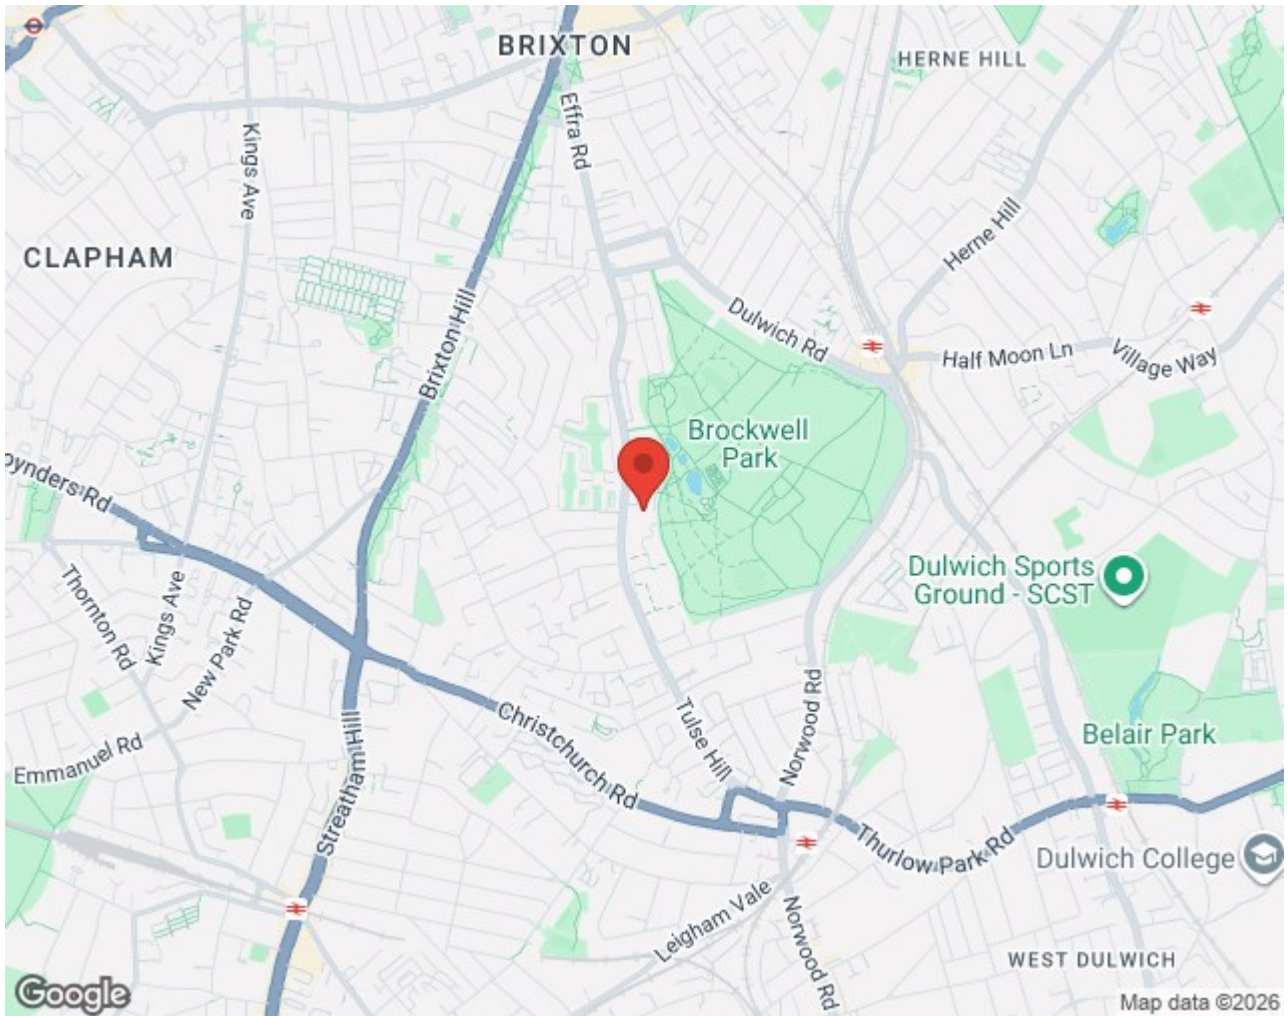 BRIXTON
HERNE HILL
Effra Rd
Kings Ave
Herne Hill
CLAPHAM
Brixton Hill
Dulwich Rd
Half Moon Ln
Village Way
Brockwell
Park
oynders Rd
Dulwich Sports
Ground - SCST
Thornton Rd
Kings Ave
New Park Rd
Norwood Rd
Tulse Hill
Christchurch Rd
Belair Park
Emmanuel Rd
Streatham Hill
Thurlow Park Rd
Dulwich College
Leigham Vale
Norwood Rd
WEST DULWICH
Google
Map data ©2026